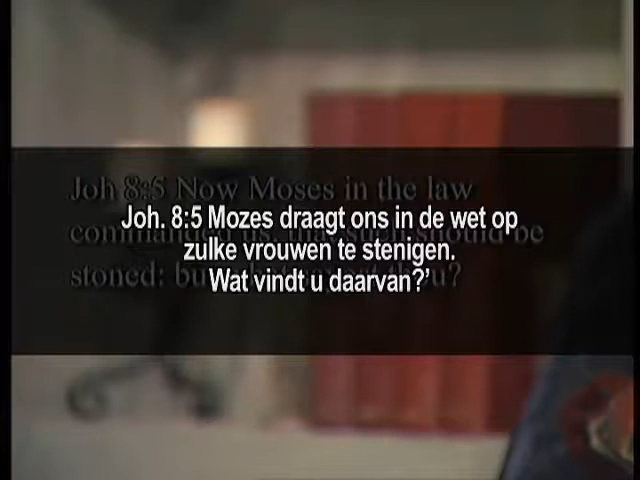 Joh 8:5 Now Moses in the law
Joh. 8:5 Mozes draagt ons in de wet op
be
zulke vrouwen te stenigen.
stoned:
Wat vindt u daarvan?’